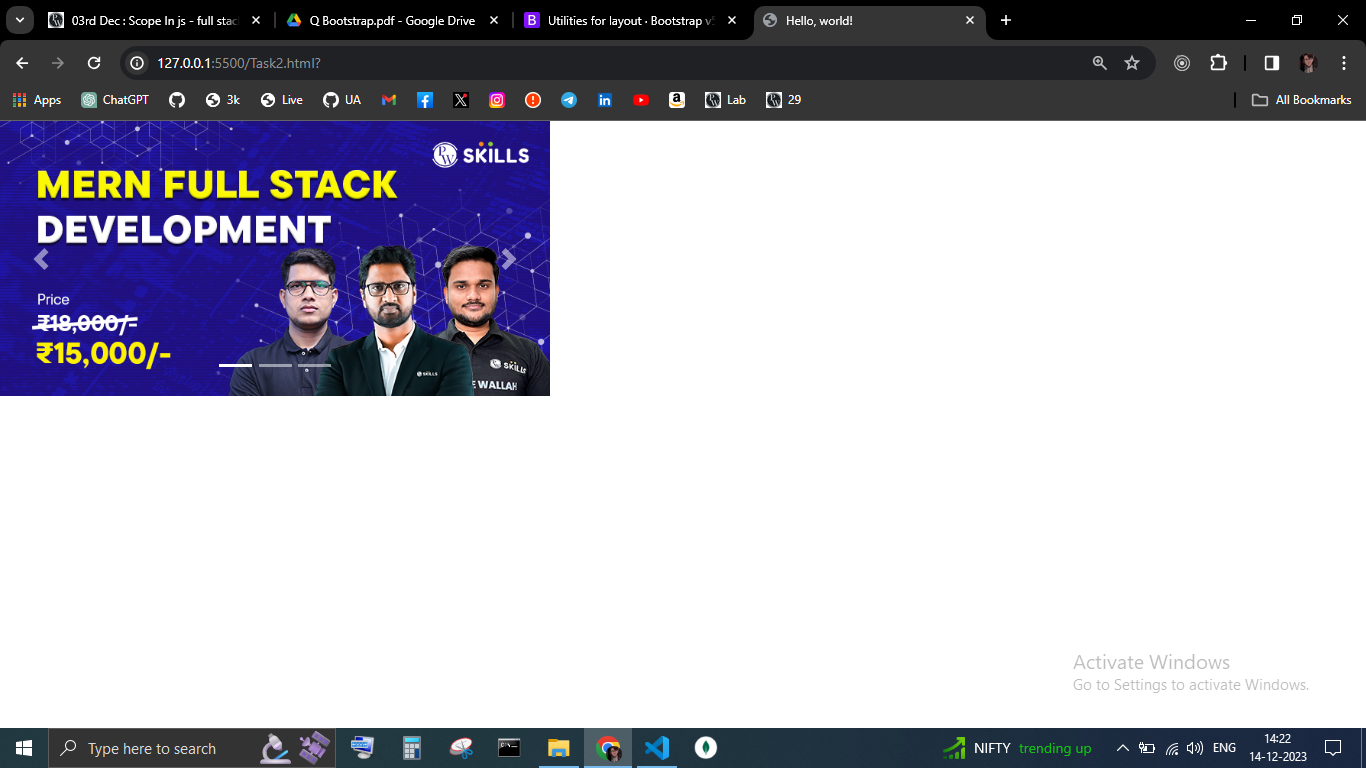 03rd Dec : Scope In js - full stac
Q Bootstrap.pdf - Google Drive
Utilities for layout · Bootstrap v5
Hello, world!
127.0.0.1:5500/Task2.html?
Apps
ChatGPT
3k
Live
UA
Lab
29
All Bookmarks
PW SKILLS
MERN FULL STACK
DEVELOPMENT
Price
₹18,000/-
₹15,000/-
SKILLS
SKILLS
E WALLAH
Activate Windows
Go to Settings to activate Windows.
Type here to search
NIFTY trending up
ENG
14:22
14-12-2023